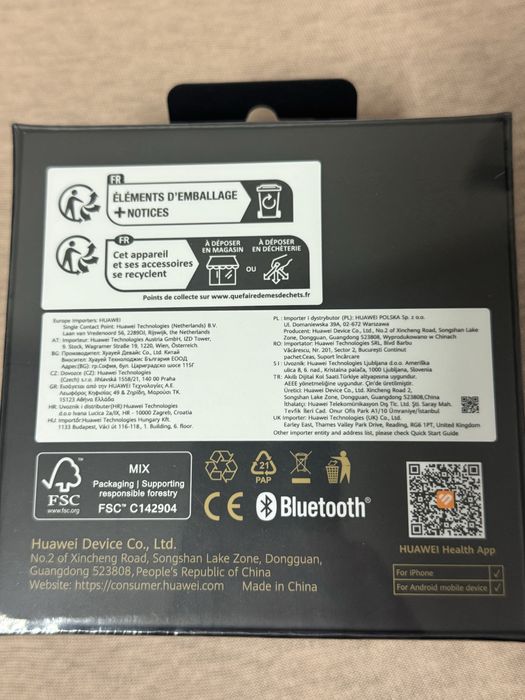 FR
ÉLÉMENTS D'EMBALLAGE
+ NOTICES
FR
Cet appareil
et ses accessoires
se recyclent
À DÉPOSER
EN MAGASIN
OU
À DÉPOSER
EN DÉCHÈTERIE
Points de collecte sur www.quefairedemesdechets.fr
Europe Importers: HUAWEI
Single Contact Point: Huawei Technologies (Netherlands) B.V.
Laan van Vredenoord 56, 2289DJ, Rijswijk, the Netherlands
AT: Importeur: Huawei Technologies Austria GmbH, IZD Tower,
9. Stock, Wagramer Straße 19, 1220, Wien, Österreich
BG: Производител: Хуауей Девайс Ко. Лтд. Китай
Вносител: Хуауей Технолоджис България ЕООД
Адрес:(BG): гр.София, бул. Цариградско шосе 115Г
CZ: Dovozce (CZ): Huawei Technologies
(Czech) s.r.o. Jihlavská 1558/21, 140 00 Praha
GR: Εισάγεται από την HUAWEI Τεχνολογίες Α.Ε.
Λεωφόρος Κηφισίας 49 & Ζηρίδη, Μαρούσι ΤΚ
15123 Αθήνα Ελλάδα
HR: Uvoznik i distributer(HR):Huawei Technologies
d.o.o Ivana Lucica 2a/IX, HR - 10000 Zagreb, Croatia
HU: Importőr:Huawei Technologies Hungary Kft,
1133 Budapest, Váci út 116-118., 1. Building, 6. floor.
PL: Importer i dystrybutor (PL): HUAWEI POLSKA Sp. z o.o.
Ul. Domaniewska 39A, 02-672 Warszawa
Producent: Huawei Device Co., Ltd., No.2 of Xincheng Road, Songshan Lake
Zone, Dongguan, Guangdong 523808, Wyprodukowano w Chinach
RO: Importator: Huawei Technologies SRL, Blvd Barbu
Văcărescu, Nr. 201, Sector 2, Bucureşti Continut
pachet:Ceas, Suport încărcare
SI: Uvoznik: Huawei Technologies Ljubljana d.o.o. Ameriška
ulica 8, 6. nad., Kristalna palača, 1000 Ljubljana, Slovenija
TR: Akıllı Dijital Kol Saati.Türkiye altyapısına uygundur.
AEEE yönetmeliğine uygundur. Çin'de üretilmiştir.
Üretici: Huawei Device Co., Ltd. No.2 of Xincheng Road,
Songshan Lake Zone, Dongguan, Guangdong 523808,China
İthalatçı: Huawei Telekomünikasyon Dış Tic. Ltd. Şti. Saray Mah.
Tevfik İleri Cad. Onur Ofis Park A1/10 Ümraniye/İstanbul
UK: Importer: Huawei Technologies (UK) Co., Ltd.
Earley East, Thames Valley Park Drive, Reading, RG6 1PT, United Kingdom
Other importer entity and address list, please check Quick Start Guide
FSC
www.fsc.org
MIX
Packaging | Supporting
responsible forestry
FSC™ C142904
21
PAP
CE
Bluetooth®
HUAWEI Health App
For iPhone ✓
For Android mobile device ✓
Huawei Device Co., Ltd.
No.2 of Xincheng Road, Songshan Lake Zone, Dongguan,
Guangdong 523808, People's Republic of China
Website: https://consumer.huawei.com Made in China